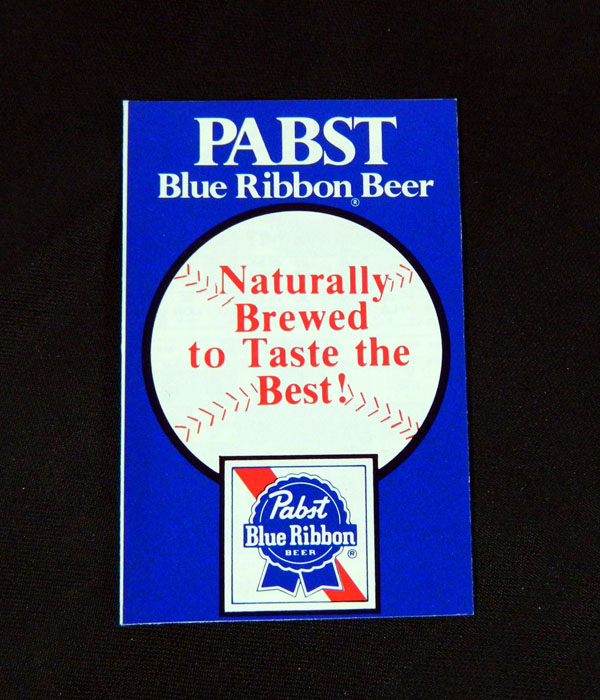 PABST
Blue Ribbon Beer
®
Naturally
Brewed
to Taste the
Best!
Pabst
Blue Ribbon
BEER
®